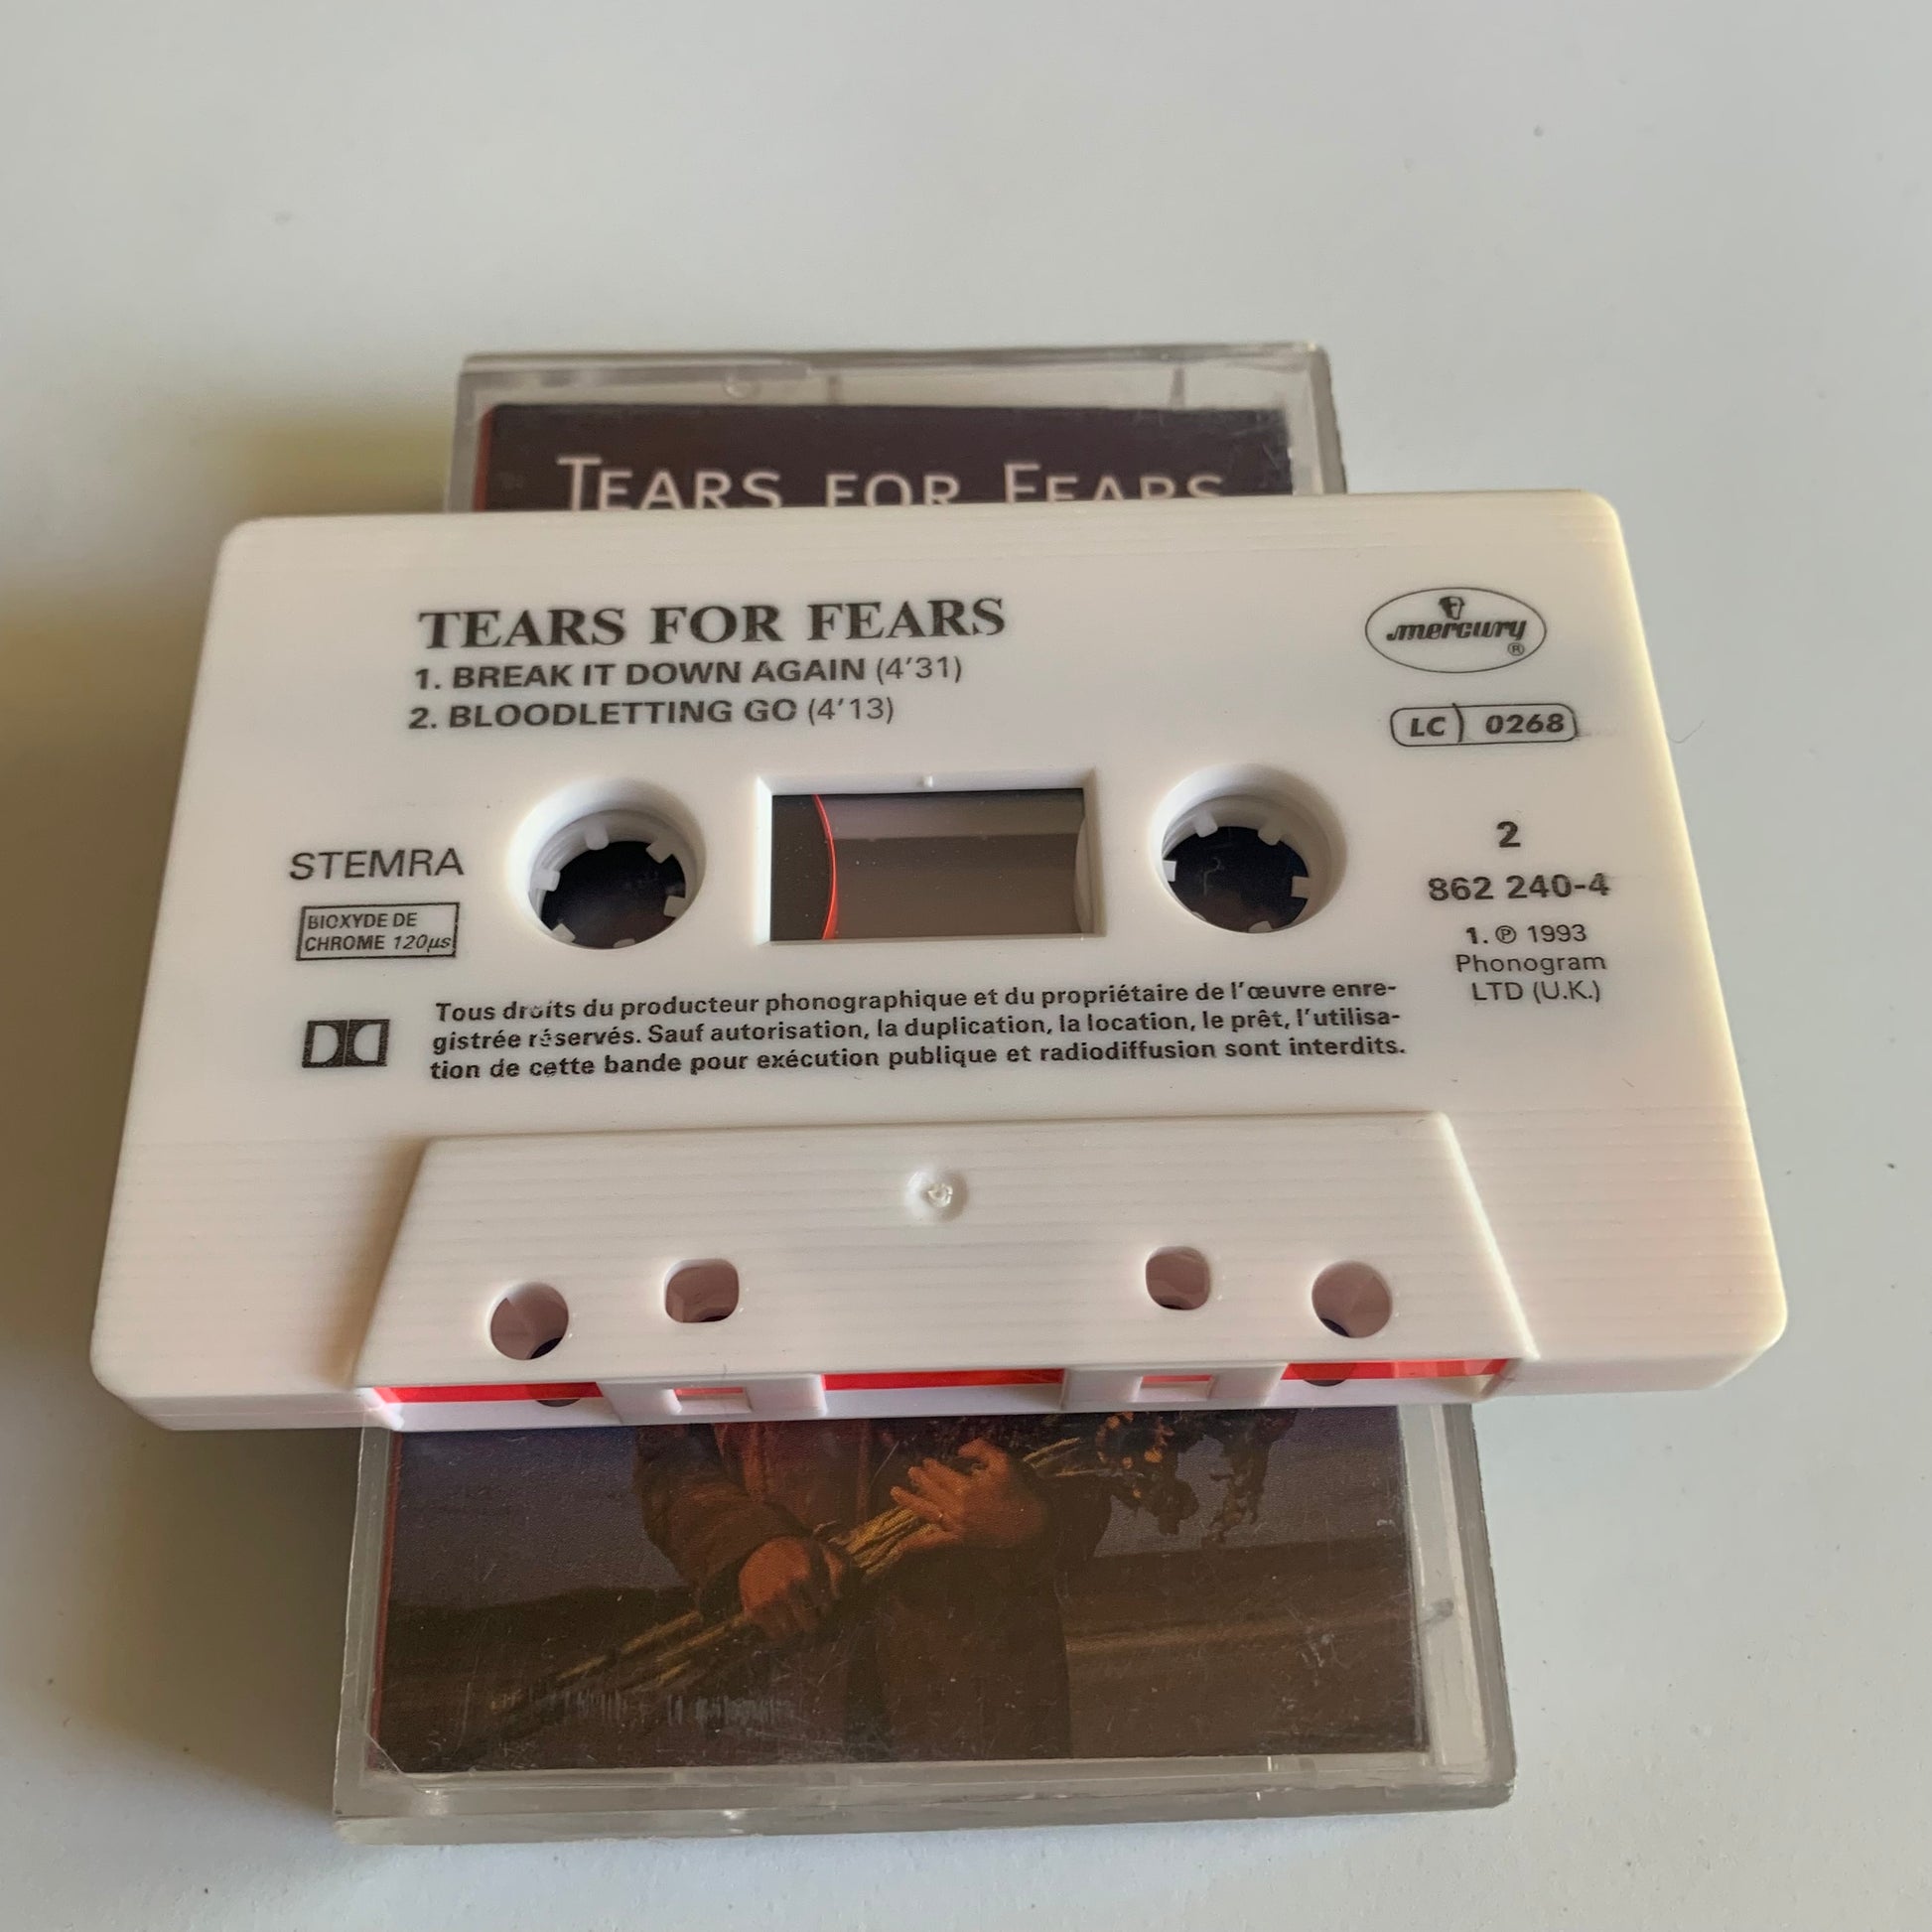 TEARS FOR FEARS
TEARS FOR FEARS
1. BREAK IT DOWN AGAIN (4'31)
2. BLOODLETTING GO (4'13)
mercury ®
LC 0268
STEMRA
BIOXYDE DE
CHROME 120µs
2
862 240-4
1. ℗ 1993
Phonogram
LTD (U.K.)
Tous droits du producteur phonographique et du propriétaire de l'œuvre enre-
gistrée réservés. Sauf autorisation, la duplication, la location, le prêt, l'utilisa-
tion de cette bande pour exécution publique et radiodiffusion sont interdits.